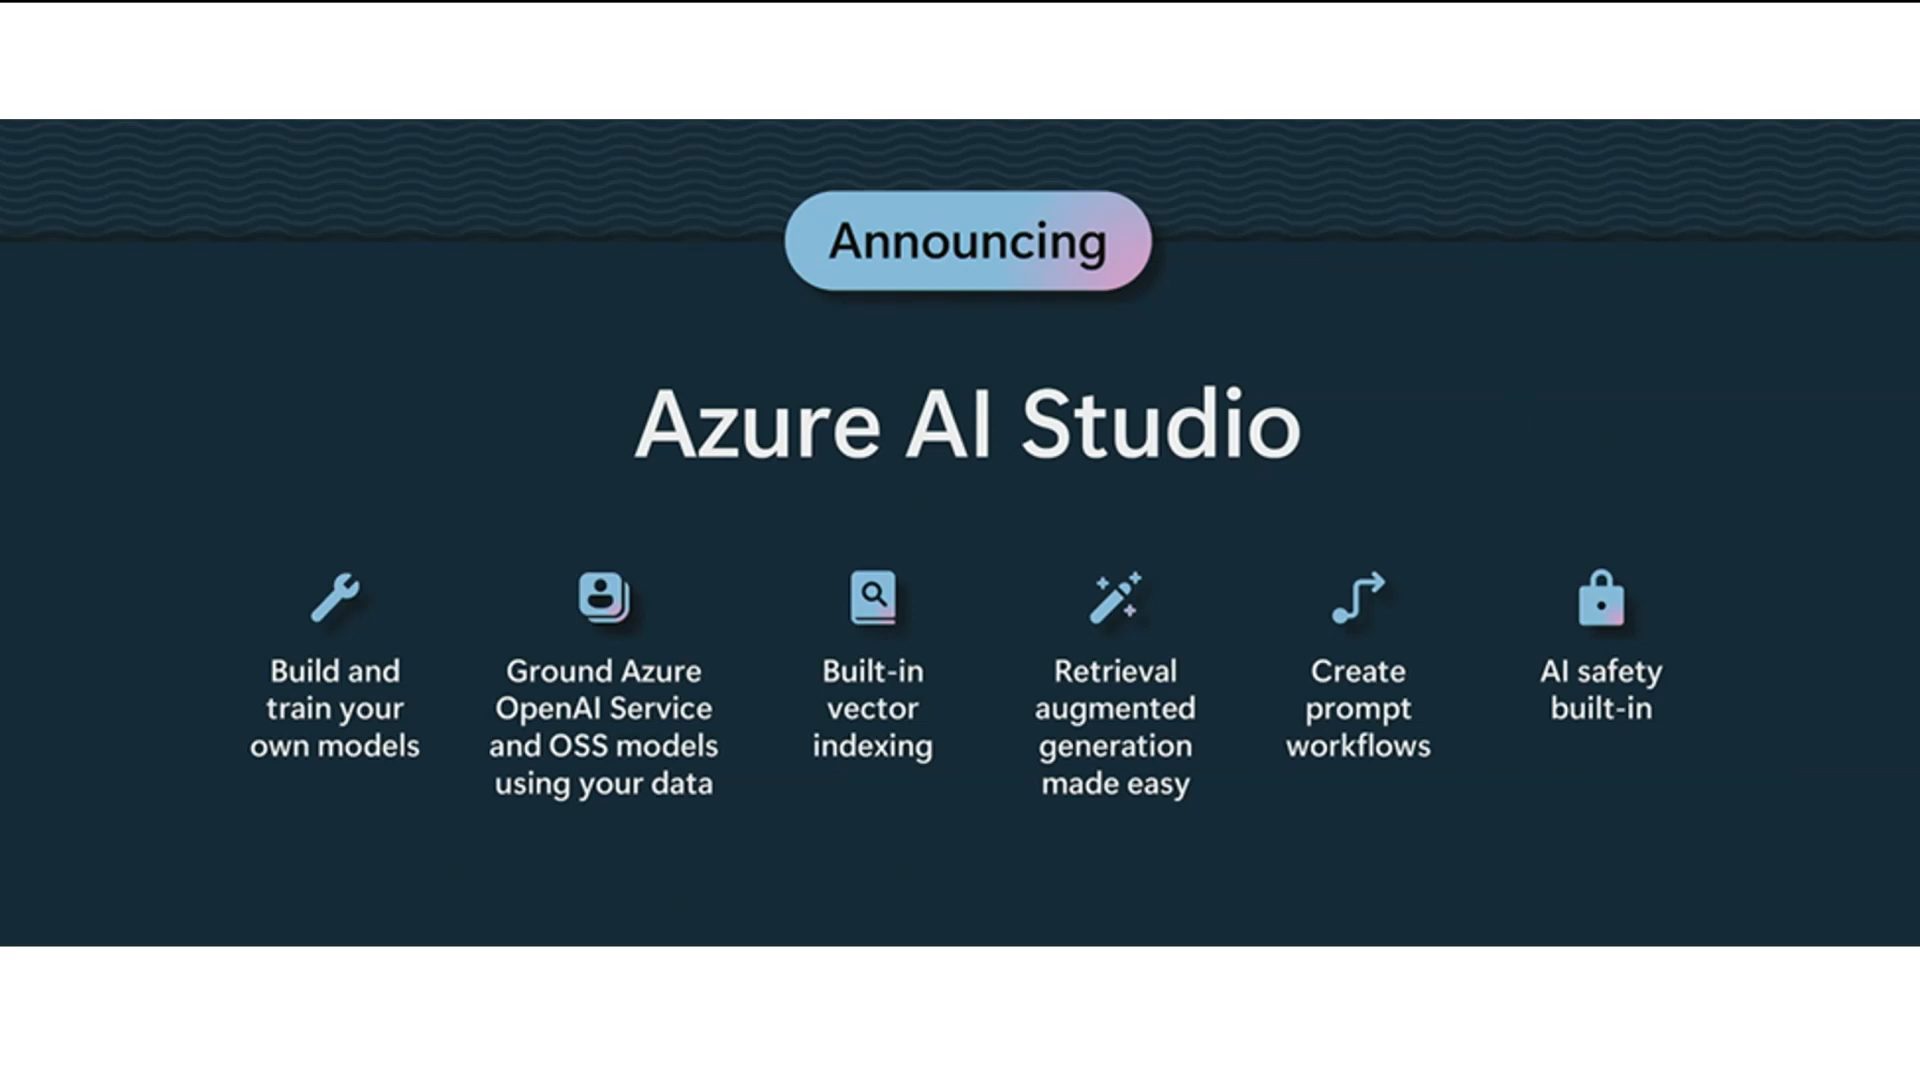 Announcing
Azure AI Studio
Build and
train your
own models
Ground Azure
OpenAI Service
and OSS models
using your data
Built-in
vector
indexing
Retrieval
augmented
generation
made easy
Create
prompt
workflows
AI safety
built-in